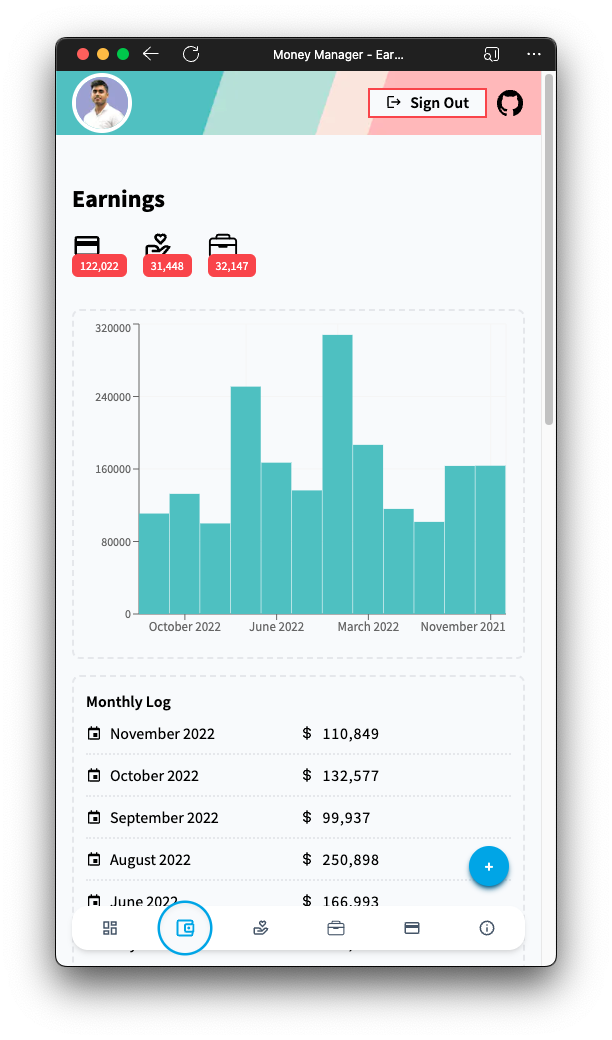 Money Manager - Ear...
Sign Out
Earnings
122,022
31,448
32,147
320000
240000
160000
80000
0
October 2022
June 2022
March 2022
November 2021
Monthly Log
November 2022 $ 110,849
October 2022 $ 132,577
September 2022 $ 99,937
August 2022 $ 250,898
June 2022 $ 166,993